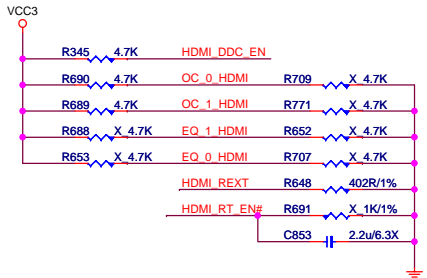 VCC3
R345 4.7K HDMI_DDC_EN
R690 4.7K OC_0_HDMI R709 X_4.7K
R689 4.7K OC_1_HDMI R771 X_4.7K
R688 X_4.7K EQ_1_HDMI R652 X_4.7K
R653 X_4.7K EQ_0_HDMI R707 X_4.7K
HDMI_REXT R648 402R/1%
HDMI_RT_EN# R691 X_1K/1%
C853 2.2u/6.3X